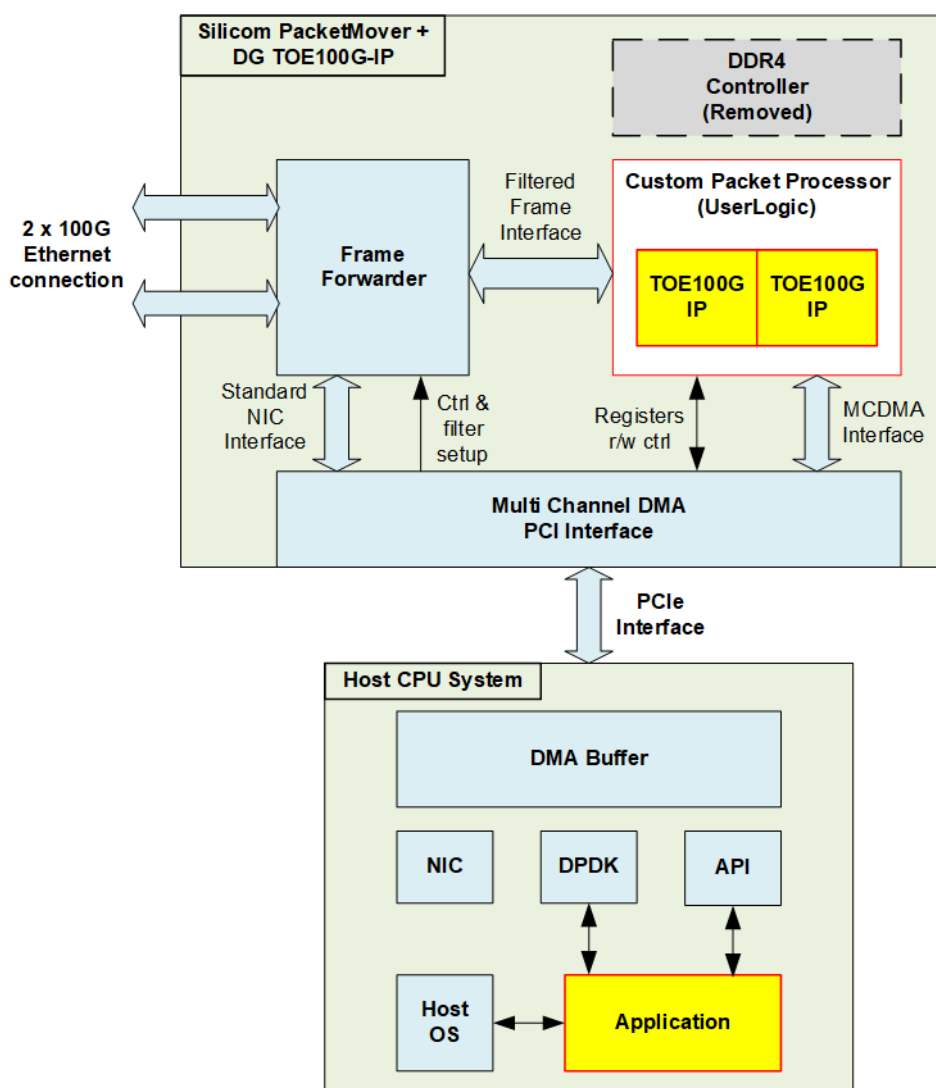 Silicom PacketMover +
DG TOE100G-IP
DDR4
Controller
(Removed)
2 x 100G
Ethernet
connection
Frame
Forwarder
Filtered
Frame
Interface
Custom Packet Processor
(UserLogic)
TOE100G
IP
TOE100G
IP
Standard
NIC
Interface
Ctrl &
filter
setup
Registers
r/w ctrl
MCDMA
Interface
Multi Channel DMA
PCI Interface
PCIe
Interface
Host CPU System
DMA Buffer
NIC
DPDK
API
Host
OS
Application